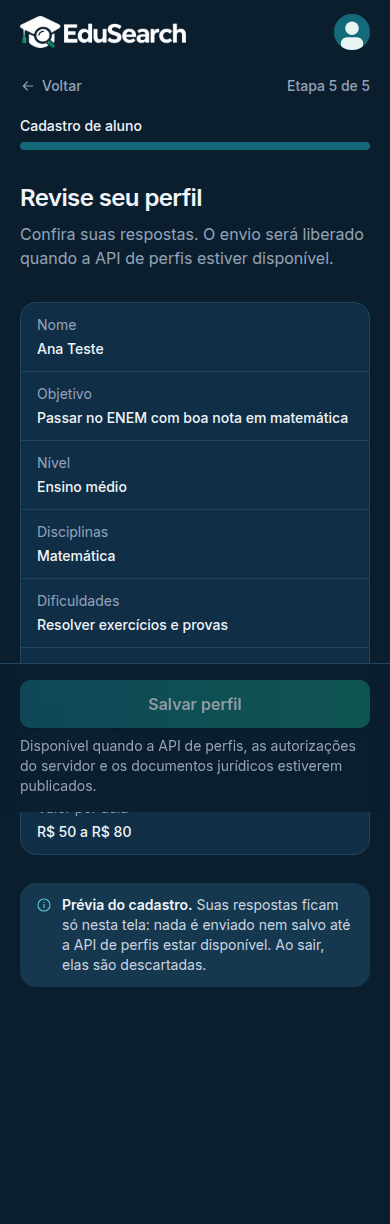 EduSearch
← Voltar
Etapa 5 de 5
Cadastro de aluno
Revise seu perfil
Confira suas respostas. O envio será liberado
quando a API de perfis estiver disponível.
Nome
Ana Teste
Objetivo
Passar no ENEM com boa nota em matemática
Nível
Ensino médio
Disciplinas
Matemática
Dificuldades
Resolver exercícios e provas
Salvar perfil
Disponível quando a API de perfis, as autorizações
do servidor e os documentos jurídicos estiverem
publicados.
R$ 50 a R$ 80
Prévia do cadastro. Suas respostas ficam
só nesta tela: nada é enviado nem salvo até
a API de perfis estar disponível. Ao sair,
elas são descartadas.